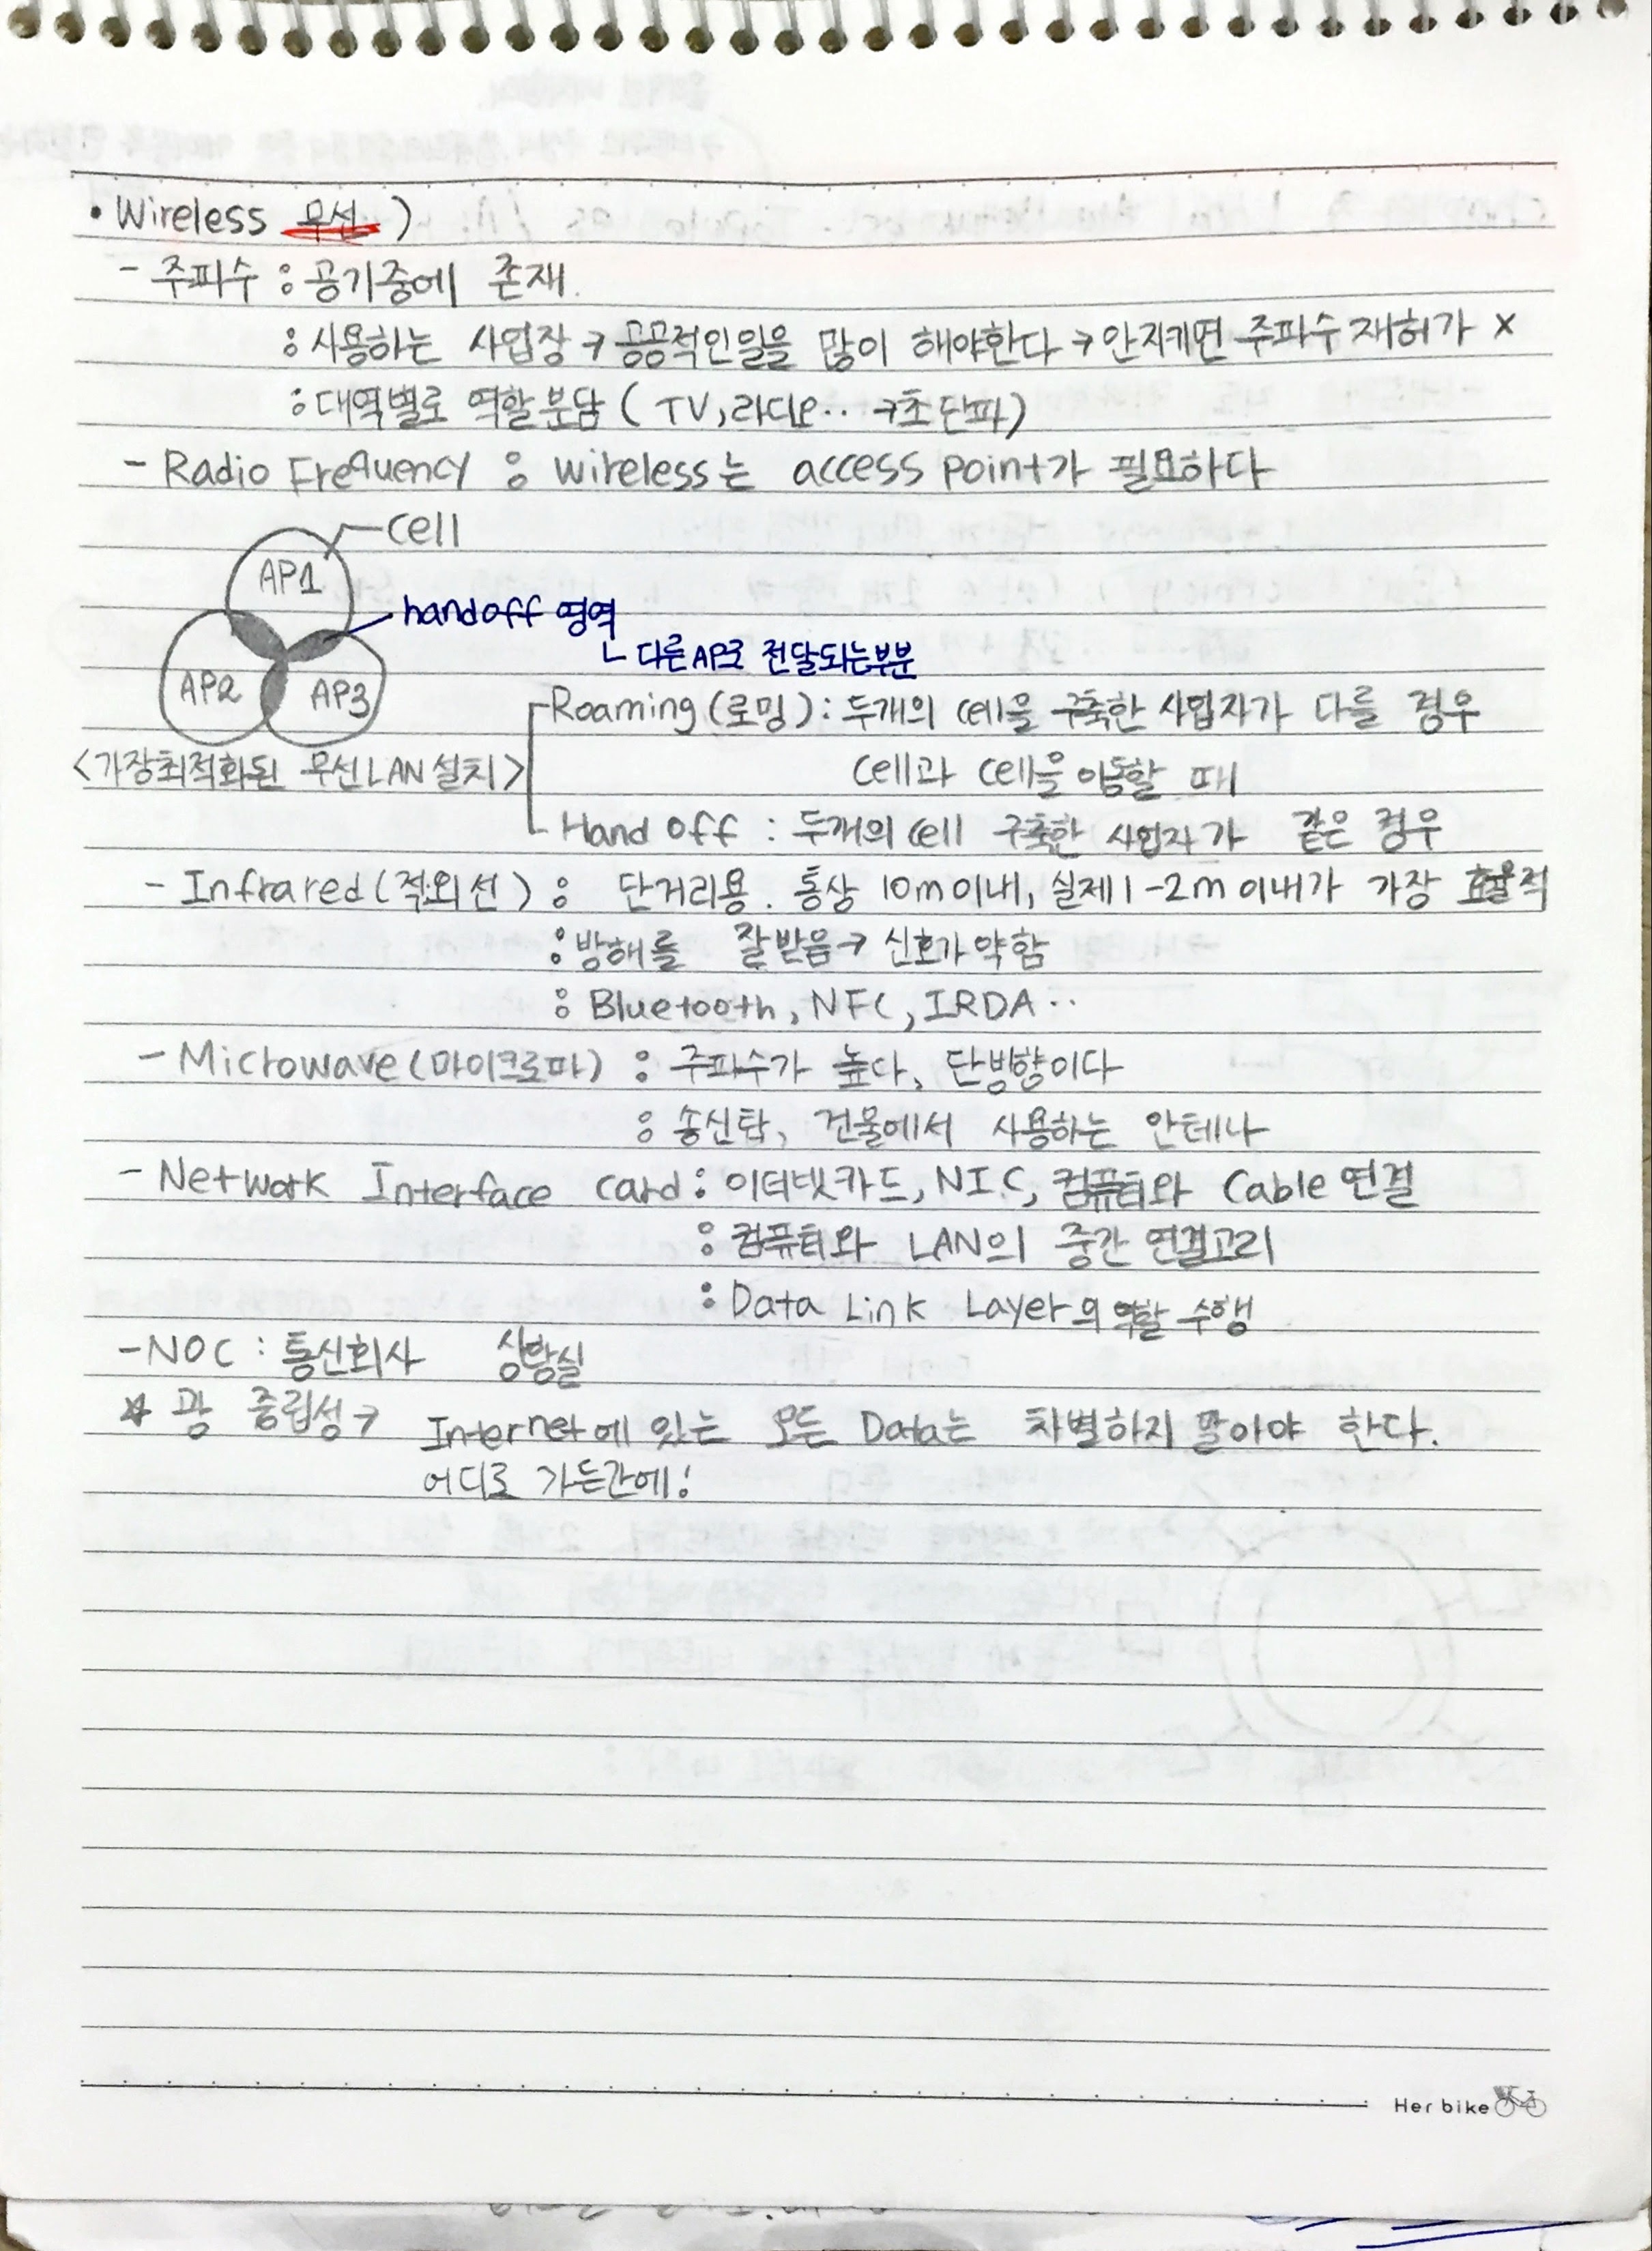 • Wireless 무선 )
- 주파수 : 공기중에 존재.
: 사용하는 사업장 → 공공적인일을 많이 해야한다 → 안지키면 주파수 재허가 X
: 대역별로 역할분담 ( TV, 라디오‥ → 초단파)
- Radio Frequency : wireless는 access point가 필요하다
cell
AP1
handoff 영역
ㄴ 다른AP로 전달되는부분
AP2 AP3
Roaming (로밍) : 두개의 cell을 구축한 사업자가 다를 경우
<가장최적화된 무선LAN설치>
cell과 cell을 이동할 때
Hand off : 두개의 cell 구축한 사업자가 같은 경우
- Infrared (적외선) : 단거리용. 통상 10m이내, 실제 1-2m 이내가 가장 효율적
: 방해를 잘받음 → 신호가 약함
: Bluetooth, NFC, IRDA‥
- Microwave (마이크로파) : 주파수가 높다, 단방향이다
: 송신탑, 건물에서 사용하는 안테나
- Network Interface card : 이더넷카드, N.I.C, 컴퓨터와 Cable 연결
: 컴퓨터와 LAN의 중간 연결고리
: Data Link Layer의 역할 수행
- NOC : 통신회사 상황실
☆ 광 중립성 → Internet에 있는 모든 Data는 차별하지 말아야 한다.
어디로 가든간에!
Her bike